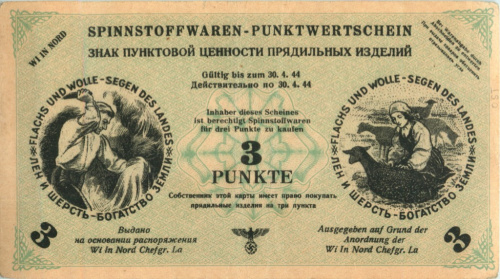 WI IN NORD
SPINNSTOFFWAREN-PUNKTWERTSCHEIN
ЗНАК ПУНКТОВОЙ ЦЕННОСТИ ПРЯДИЛЬНЫХ ИЗДЕЛИЙ
Gültig bis zum 30. 4. 44
Действительно по 30. 4. 44
FLACHS UND WOLLE - SEGEN DES LANDES
ЛЕН И ШЕРСТЬ - БОГАТСТВО ЗЕМЛИ
Inhaber dieses Scheines
ist berechtigt Spinnstoffwaren
für drei Punkte zu kaufen
3
PUNKTE
FLACHS UND WOLLE - SEGEN DES LANDES
ЛЕН И ШЕРСТЬ - БОГАТСТВО ЗЕМЛИ
Собственник этой карты имеет право покупать
прядильные изделия на три пункта
3
Выдано
на основании распоряжения
Wi In Nord Chefgr. La
Ausgegeben auf Grund der
Anordnung der
Wi In Nord Chefgr. La
3